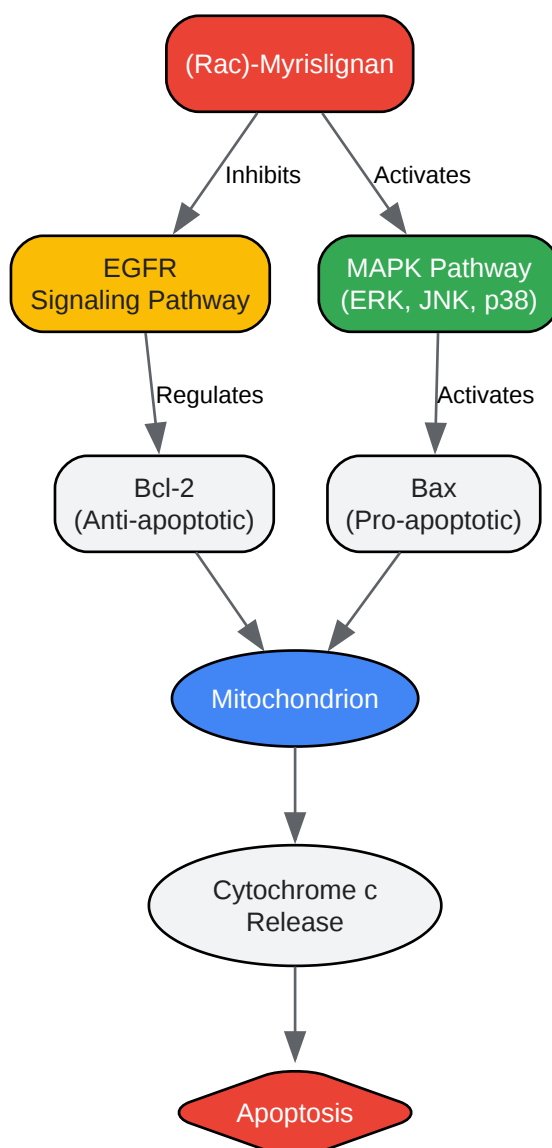 (Rac)-Myrislignan
Inhibits
Activates
EGFR
Signaling Pathway
MAPK Pathway
(ERK, JNK, p38)
Regulates
Activates
Bcl-2
(Anti-apoptotic)
Bax
(Pro-apoptotic)
Mitochondrion
Cytochrome c
Release
Apoptosis